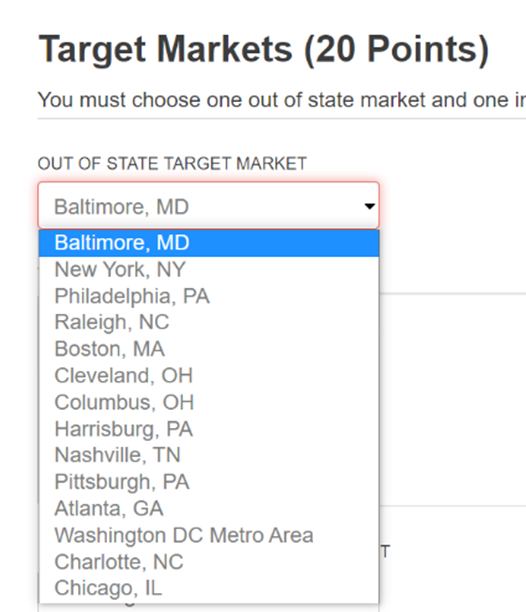 Target Markets (20 Points)
You must choose one out of state market and one
OUT OF STATE TARGET MARKET
Baltimore, MD
Baltimore, MD
New York, NY
Philadelphia, PA
Raleigh, NC
Boston, MA
Cleveland, OH
Columbus, OH
Harrisburg, PA
Nashville, TN
Pittsburgh, PA
Atlanta, GA
Washington DC Metro Area
Charlotte, NC
Chicago, IL
T